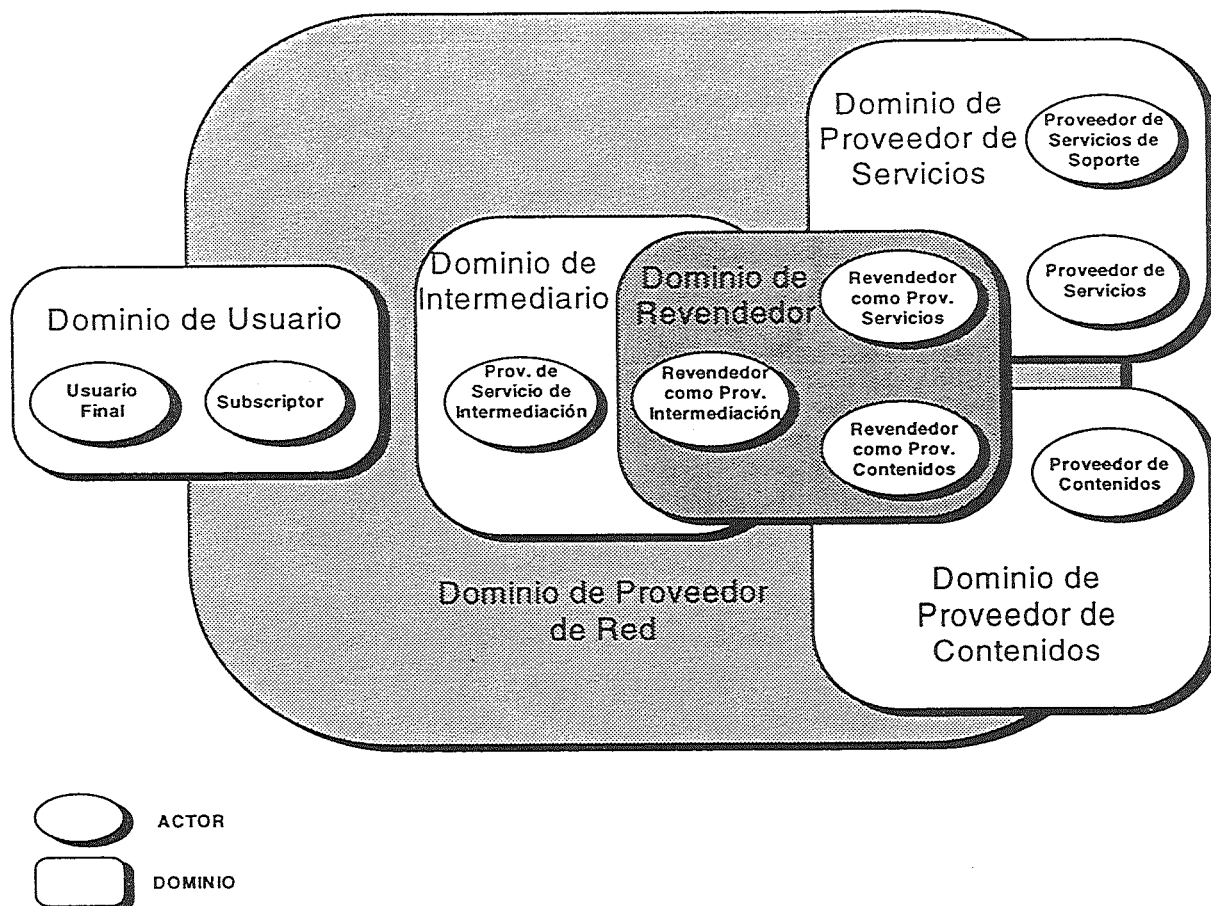 Dominio de
Proveedor de
Servicios
Proveedor de
Servicios de
Soporte
Dominio de
Intermediario
Dominio de
Revendedor
Revendedor
como Prov.
Servicios
Proveedor de
Servicios
Dominio de Usuario
Usuario
Final
Subscriptor
Prov. de
Servicio de
Intermediación
Revendedor
como Prov.
Intermediación
Revendedor
como Prov.
Contenidos
Proveedor de
Contenidos
Dominio de Proveedor
de Red
Dominio de
Proveedor de
Contenidos
ACTOR
DOMINIO